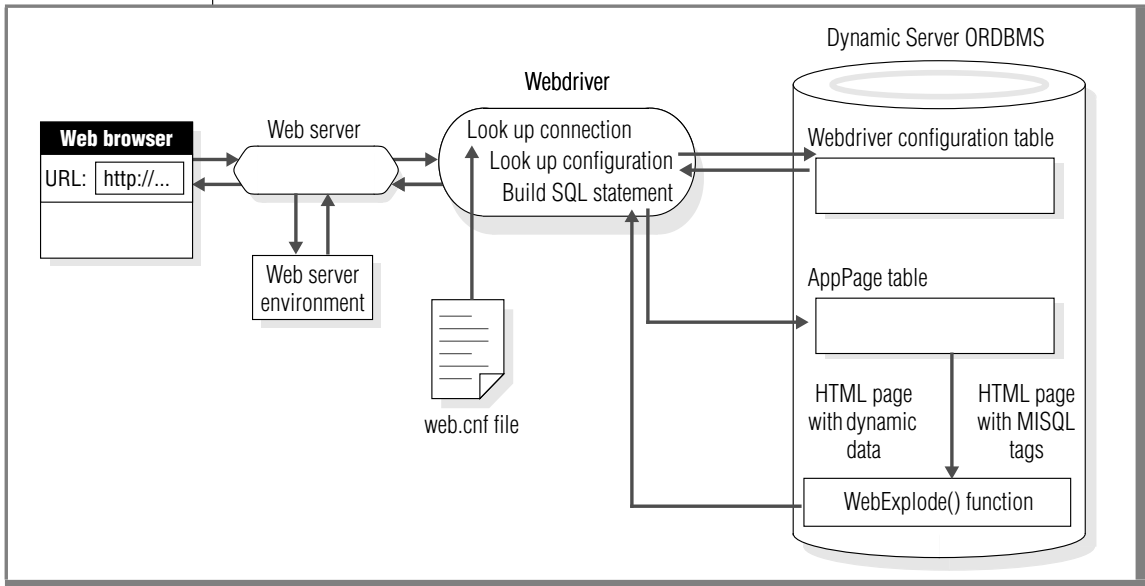 Dynamic Server ORDBMS
Webdriver
Web browser
URL: http://...
Web server
Look up connection
Look up configuration
Build SQL statement
Webdriver configuration table
Web server
environment
web.cnf file
AppPage table
HTML page
with dynamic
data
HTML page
with MISQL
tags
WebExplode() function